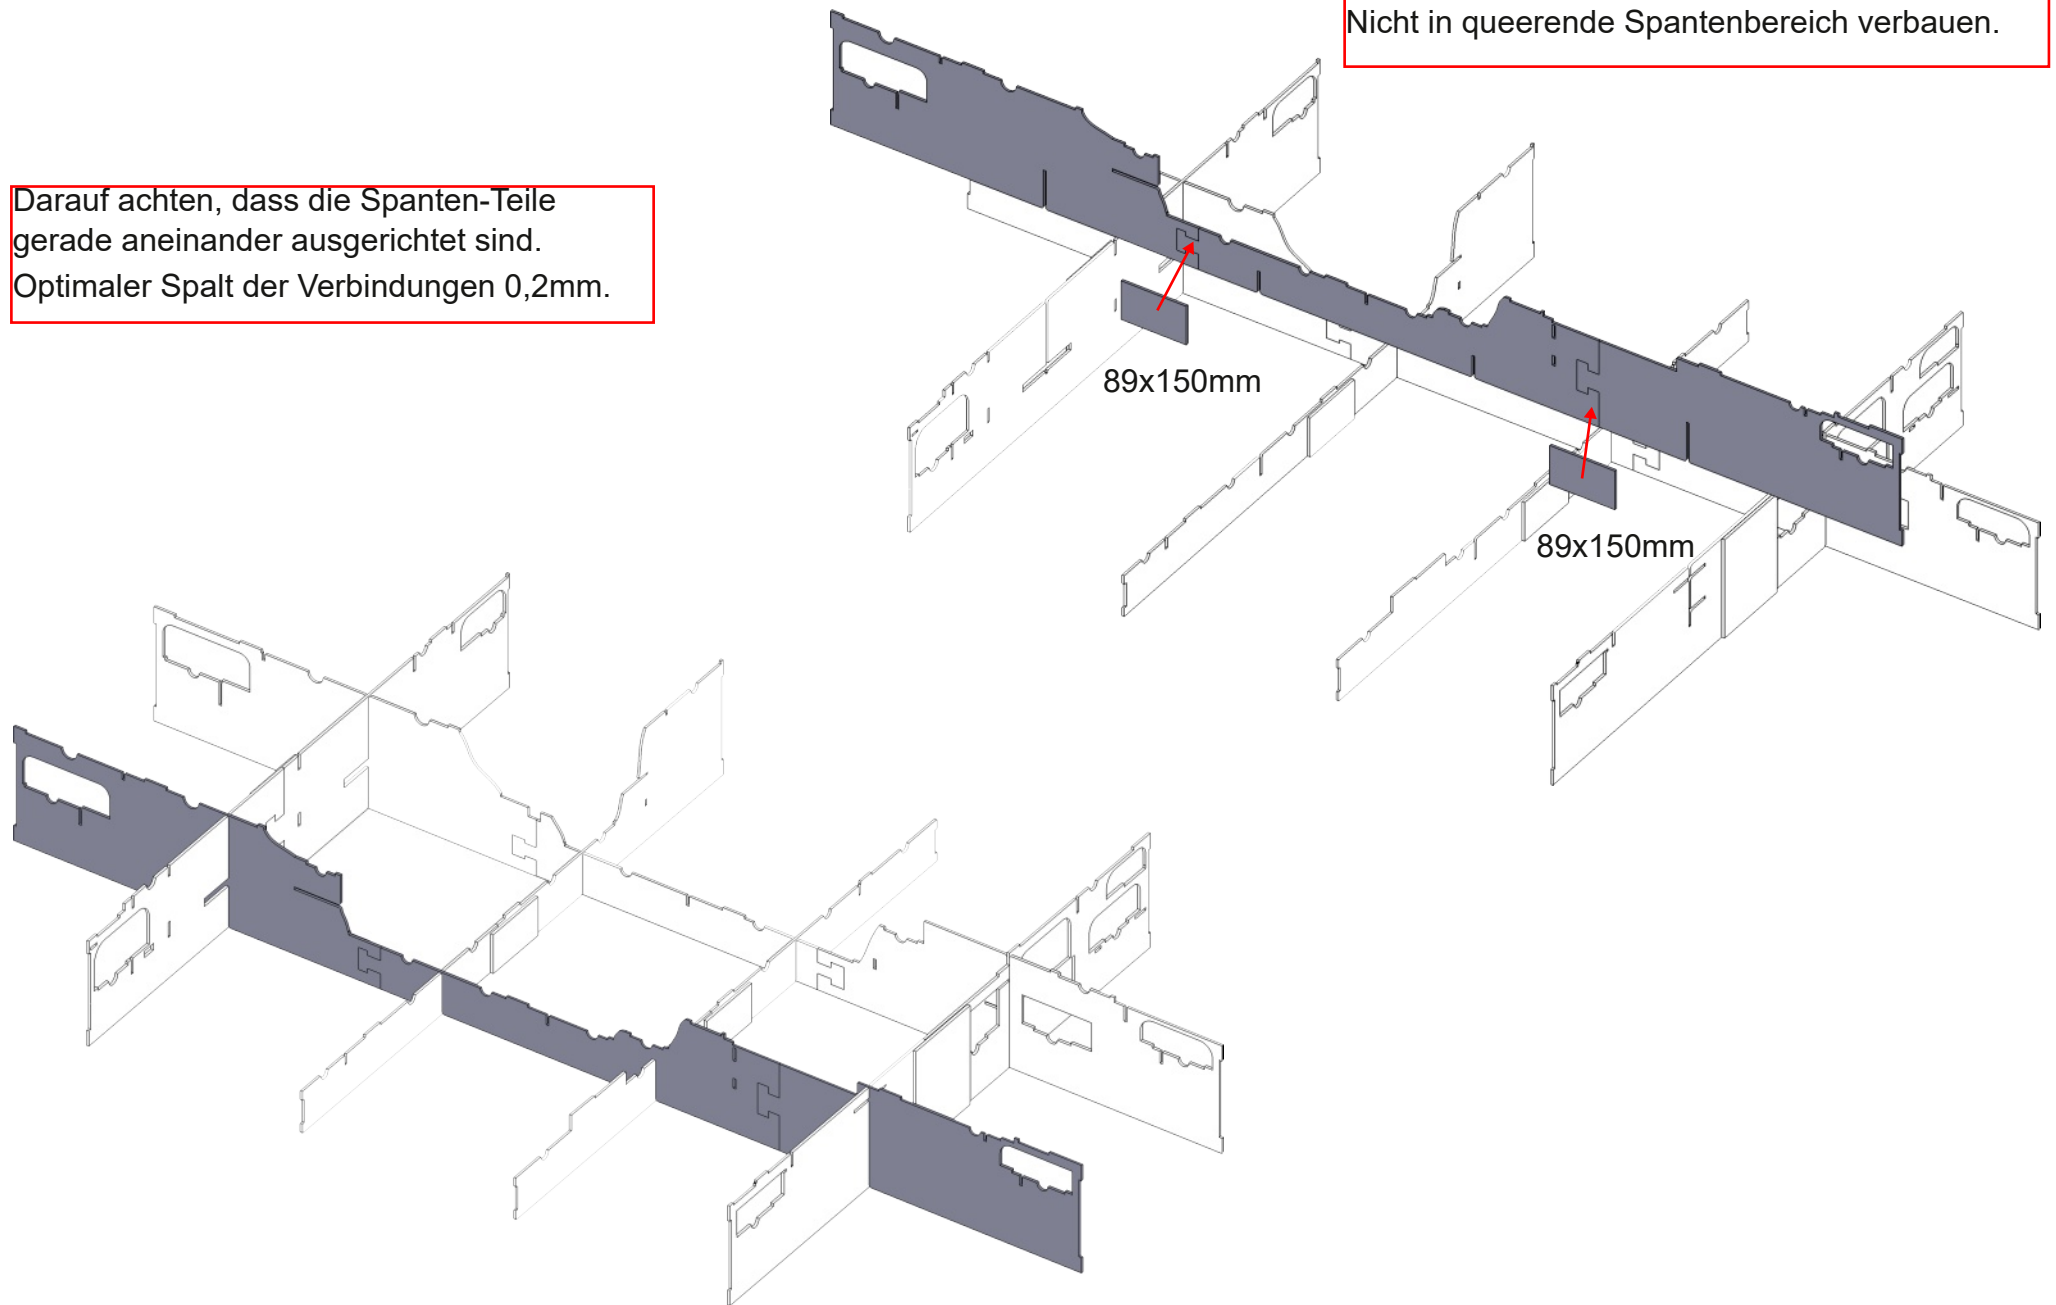 Nicht in queerende Spantenbereich verbauen.
Darauf achten, dass die Spanten-Teile
gerade aneinander ausgerichtet sind.
Optimaler Spalt der Verbindungen 0,2mm.
89x150mm
89x150mm